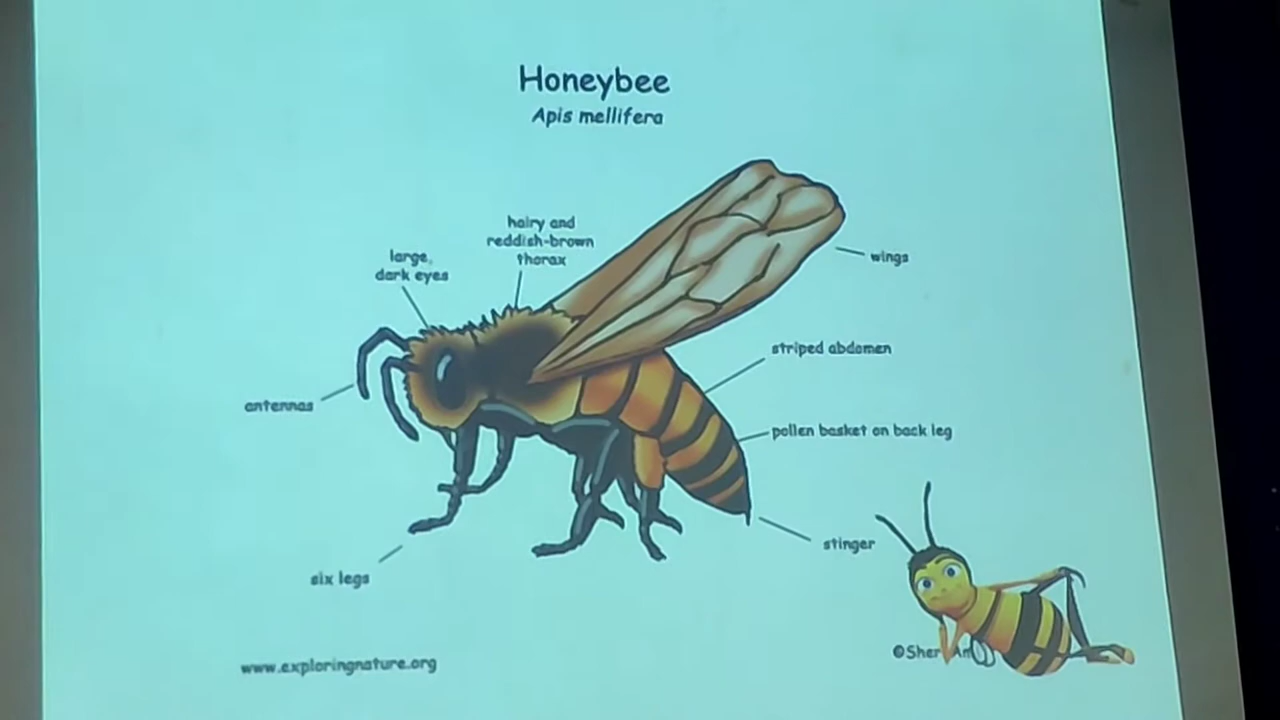 Honeybee
Apis mellifera
hairy and
reddish-brown
thorax
large,
dark eyes
wings
striped abdomen
antennas
pollen basket on back leg
stinger
six legs
www.exploringnature.org
©Sher